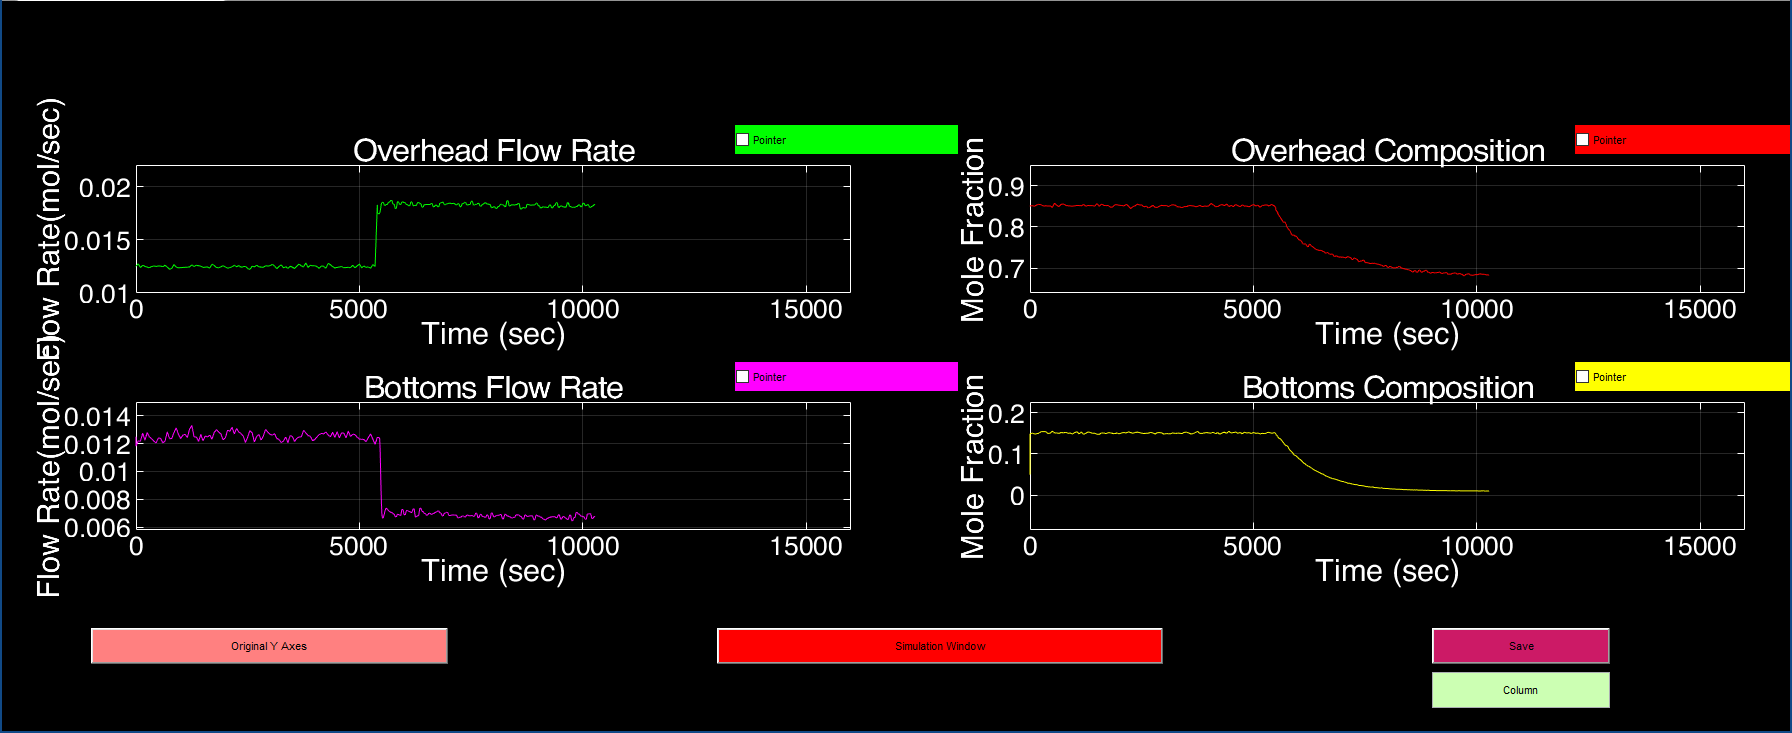 Overhead Flow Rate
Pointer
Flow Rate(mol/sec)
0.02
0.015
0.01
0
5000
10000
15000
Time (sec)
Overhead Composition
Pointer
Mole Fraction
0.9
0.8
0.7
0
5000
10000
15000
Time (sec)
Bottoms Flow Rate
Pointer
Flow Rate(mol/sec)
0.014
0.012
0.01
0.008
0.006
0
5000
10000
15000
Time (sec)
Bottoms Composition
Pointer
Mole Fraction
0.2
0.1
0
0
5000
10000
15000
Time (sec)
Original Y Axes
Simulation Window
Save
Column